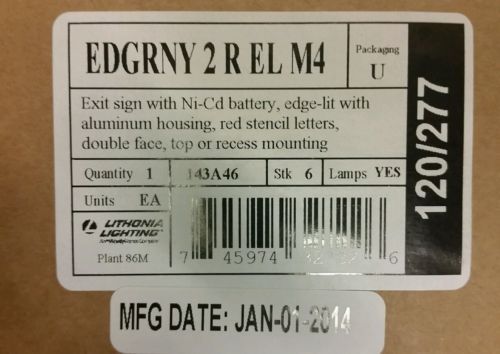 EDGRNY 2 R EL M4
Packaging
U
Exit sign with Ni-Cd battery, edge-lit with
aluminum housing, red stencil letters,
double face, top or recess mounting
Quantity 1 143A46 Stk 6 Lamps YES
Units EA
LITHONIA
LIGHTING
Plant 86M
7 45974 6
120/277
MFG DATE: JAN-01-2014